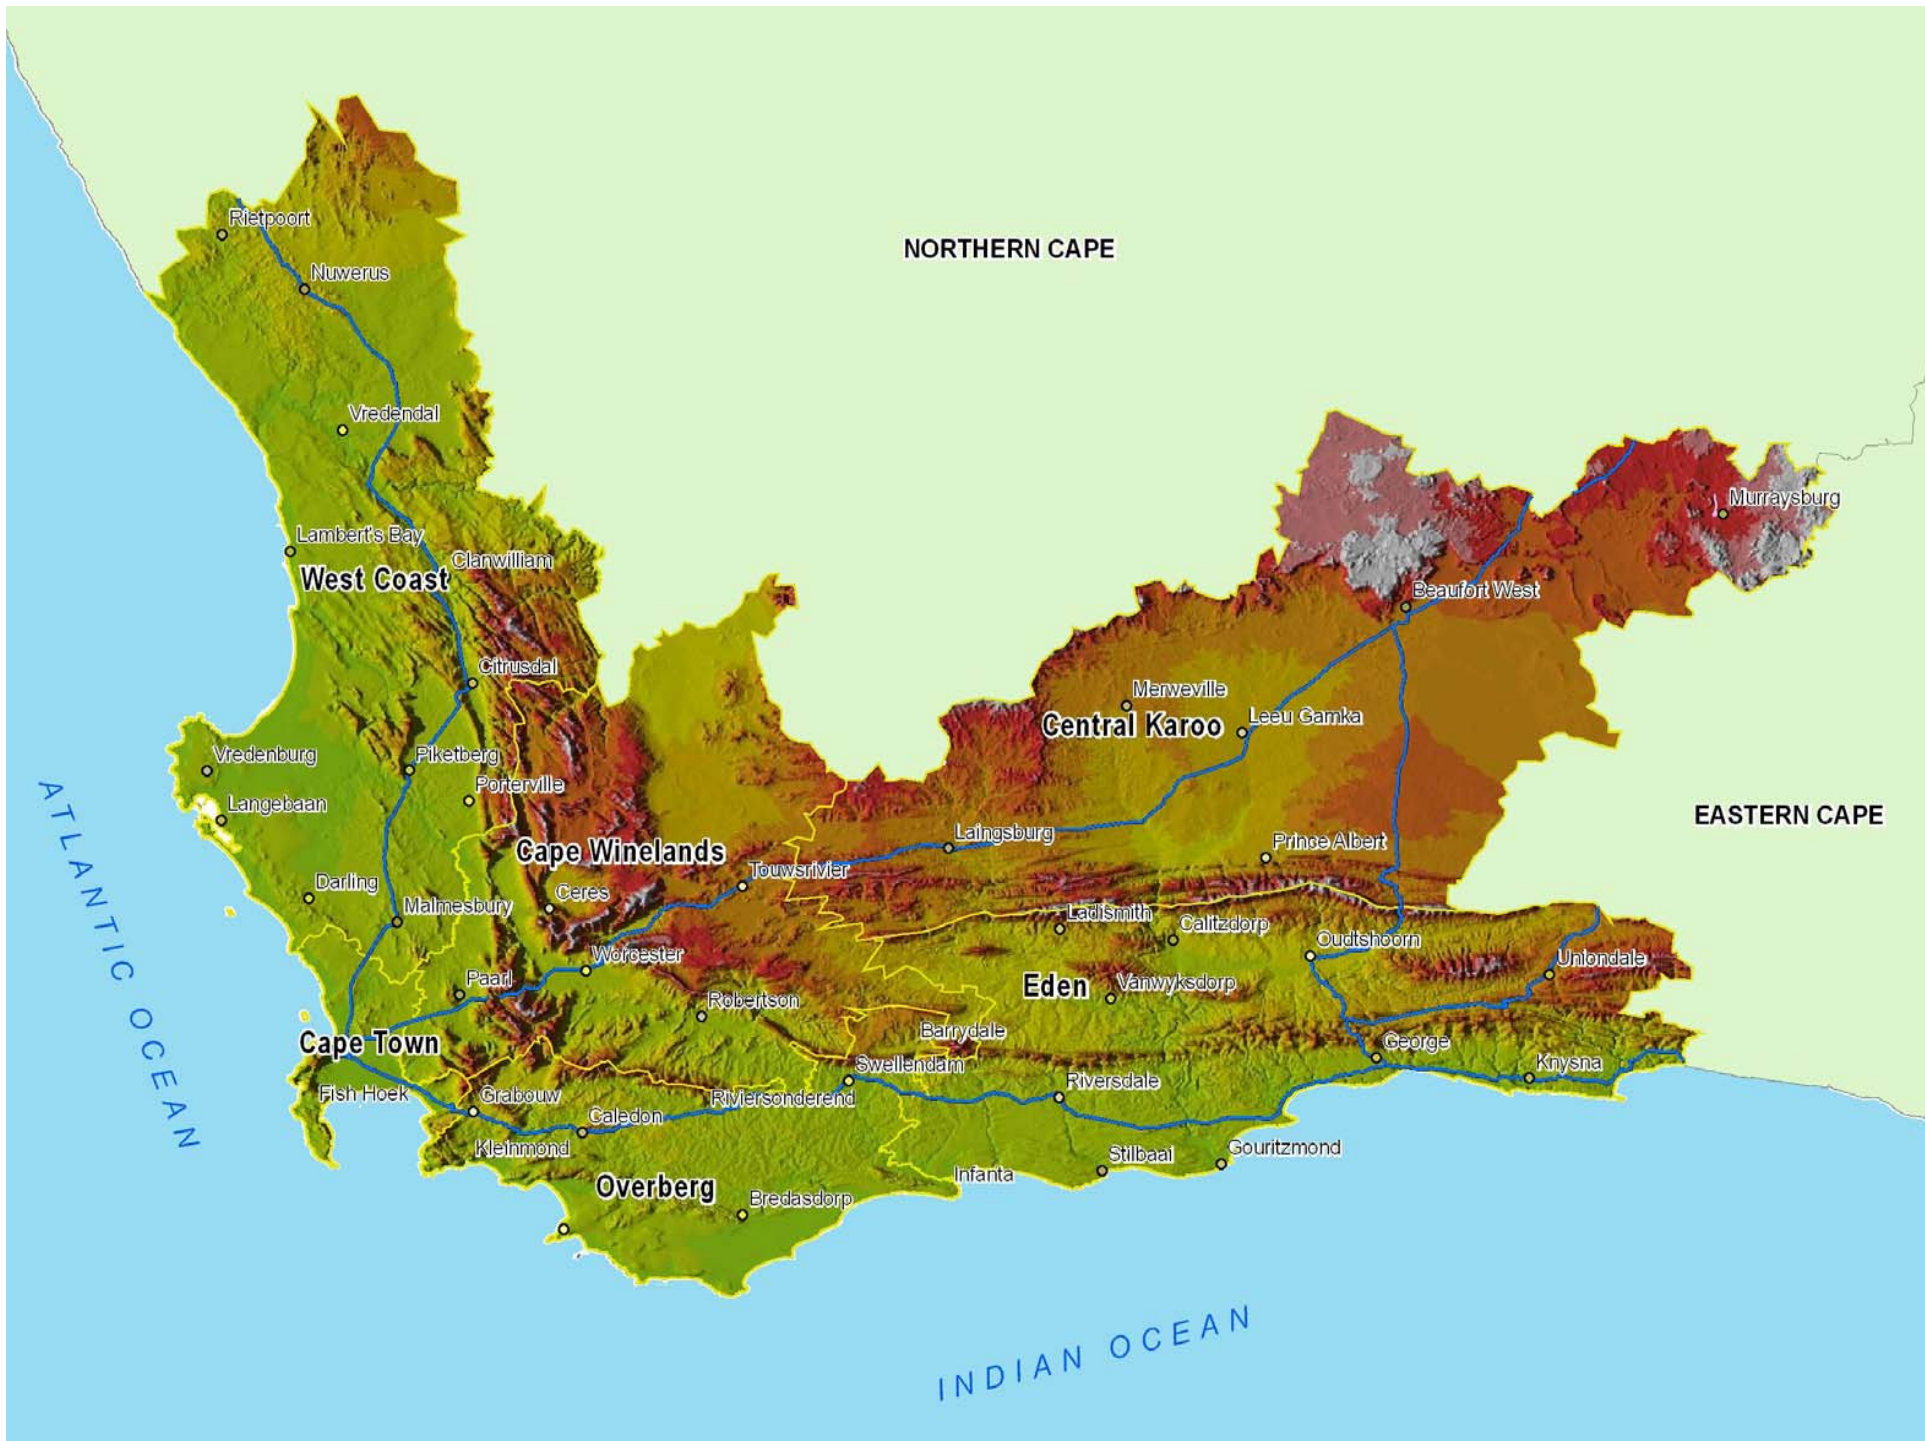 NORTHERN CAPE
Rietpoort
Nuwerus
Vredendal
Murraysburg
Lambert's Bay
Clanwilliam
West Coast
Beaufort West
Citrusdal
Merweville
Central Karoo
Leeu Gamka
Vredenburg
Piketberg
Porterville
Langebaan
EASTERN CAPE
Laingsburg
Prince Albert
Cape Winelands
Touwsrivier
Darling
Ceres
Malmesbury
Ladismith
Calitzdorp
Oudtshoorn
Uniondale
Worcester
Paarl
Eden
Vanwyksdorp
Robertson
Barrydale
Cape Town
George
Knysna
Swellendam
Riversdale
Fish Hoek
Grabouw
Riviersonderend
Caledon
Kleinmond
Stilbaai
Gouritzmond
Infanta
Overberg
Bredasdorp
ATLANTIC OCEAN
INDIAN OCEAN